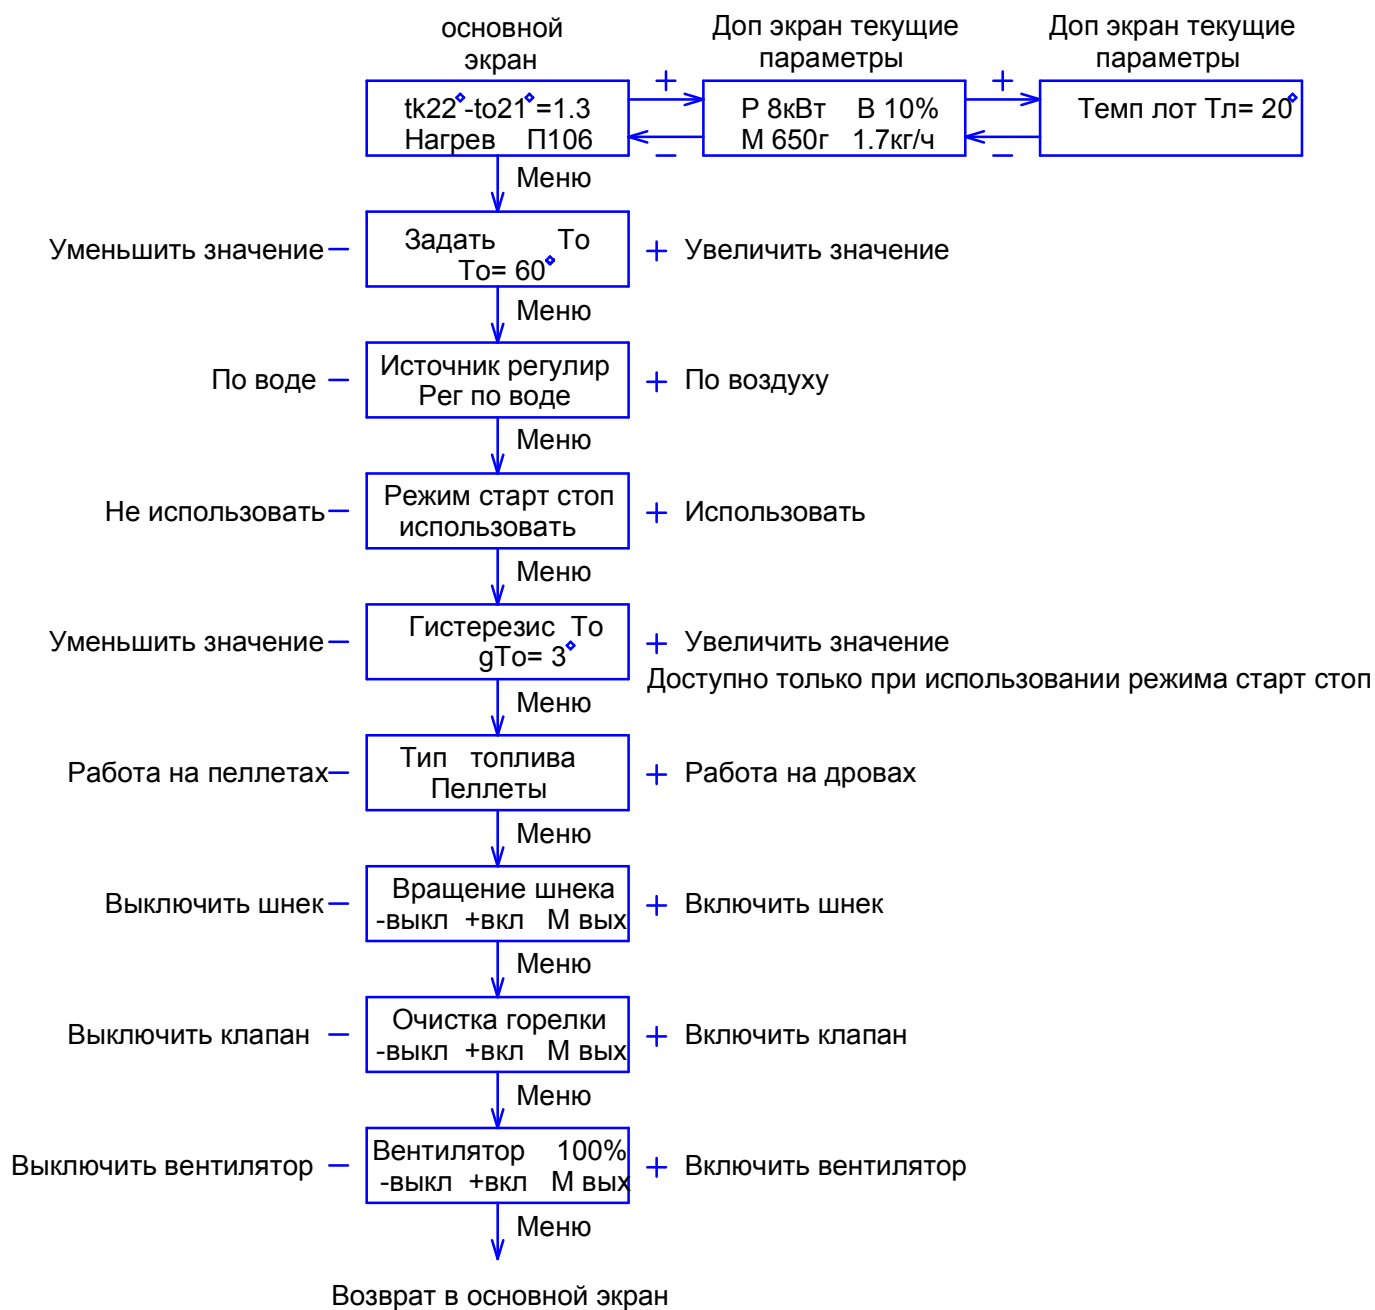 основной
экран
Доп экран текущие
параметры
Доп экран текущие
параметры
tk22°-to21°=1.3
Нагрев П106
+
−
Р 8кВт В 10%
М 650г 1.7кг/ч
+
−
Темп лот Тл= 20°
Меню
Уменьшить значение −
Задать То
То= 60°
+ Увеличить значение
Меню
По воде −
Источник регулир
Рег по воде
+ По воздуху
Меню
Не использовать −
Режим старт стоп
использовать
+ Использовать
Меню
Уменьшить значение −
Гистерезис То
gТо= 3°
+ Увеличить значение
Доступно только при использовании режима старт стоп
Меню
Работа на пеллетах −
Тип топлива
Пеллеты
+ Работа на дровах
Меню
Выключить шнек −
Вращение шнека
-выкл +вкл М вых
+ Включить шнек
Меню
Выключить клапан −
Очистка горелки
-выкл +вкл М вых
+ Включить клапан
Меню
Выключить вентилятор −
Вентилятор 100%
-выкл +вкл М вых
+ Включить вентилятор
Меню
Возврат в основной экран